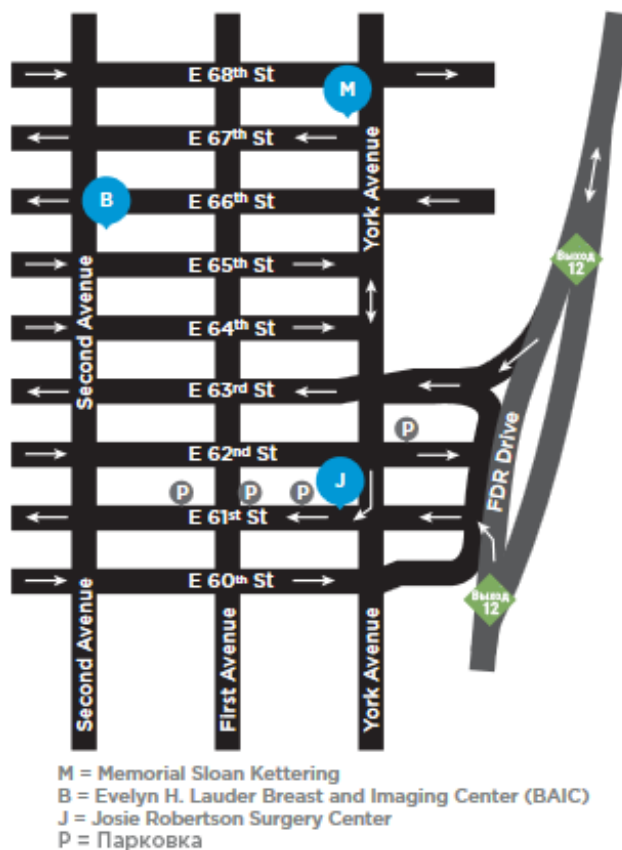 E 68th St
M
E 67th St
York Avenue
B
E 66th St
Выход
12
E 65th St
Second Avenue
E 64th St
E 63rd St
FDR Drive
P
E 62nd St
J
P
P
P
E 61st St
Выход
12
E 60th St
Second Avenue
First Avenue
York Avenue
M = Memorial Sloan Kettering
B = Evelyn H. Lauder Breast and Imaging Center (BAIC)
J = Josie Robertson Surgery Center
P = Парковка